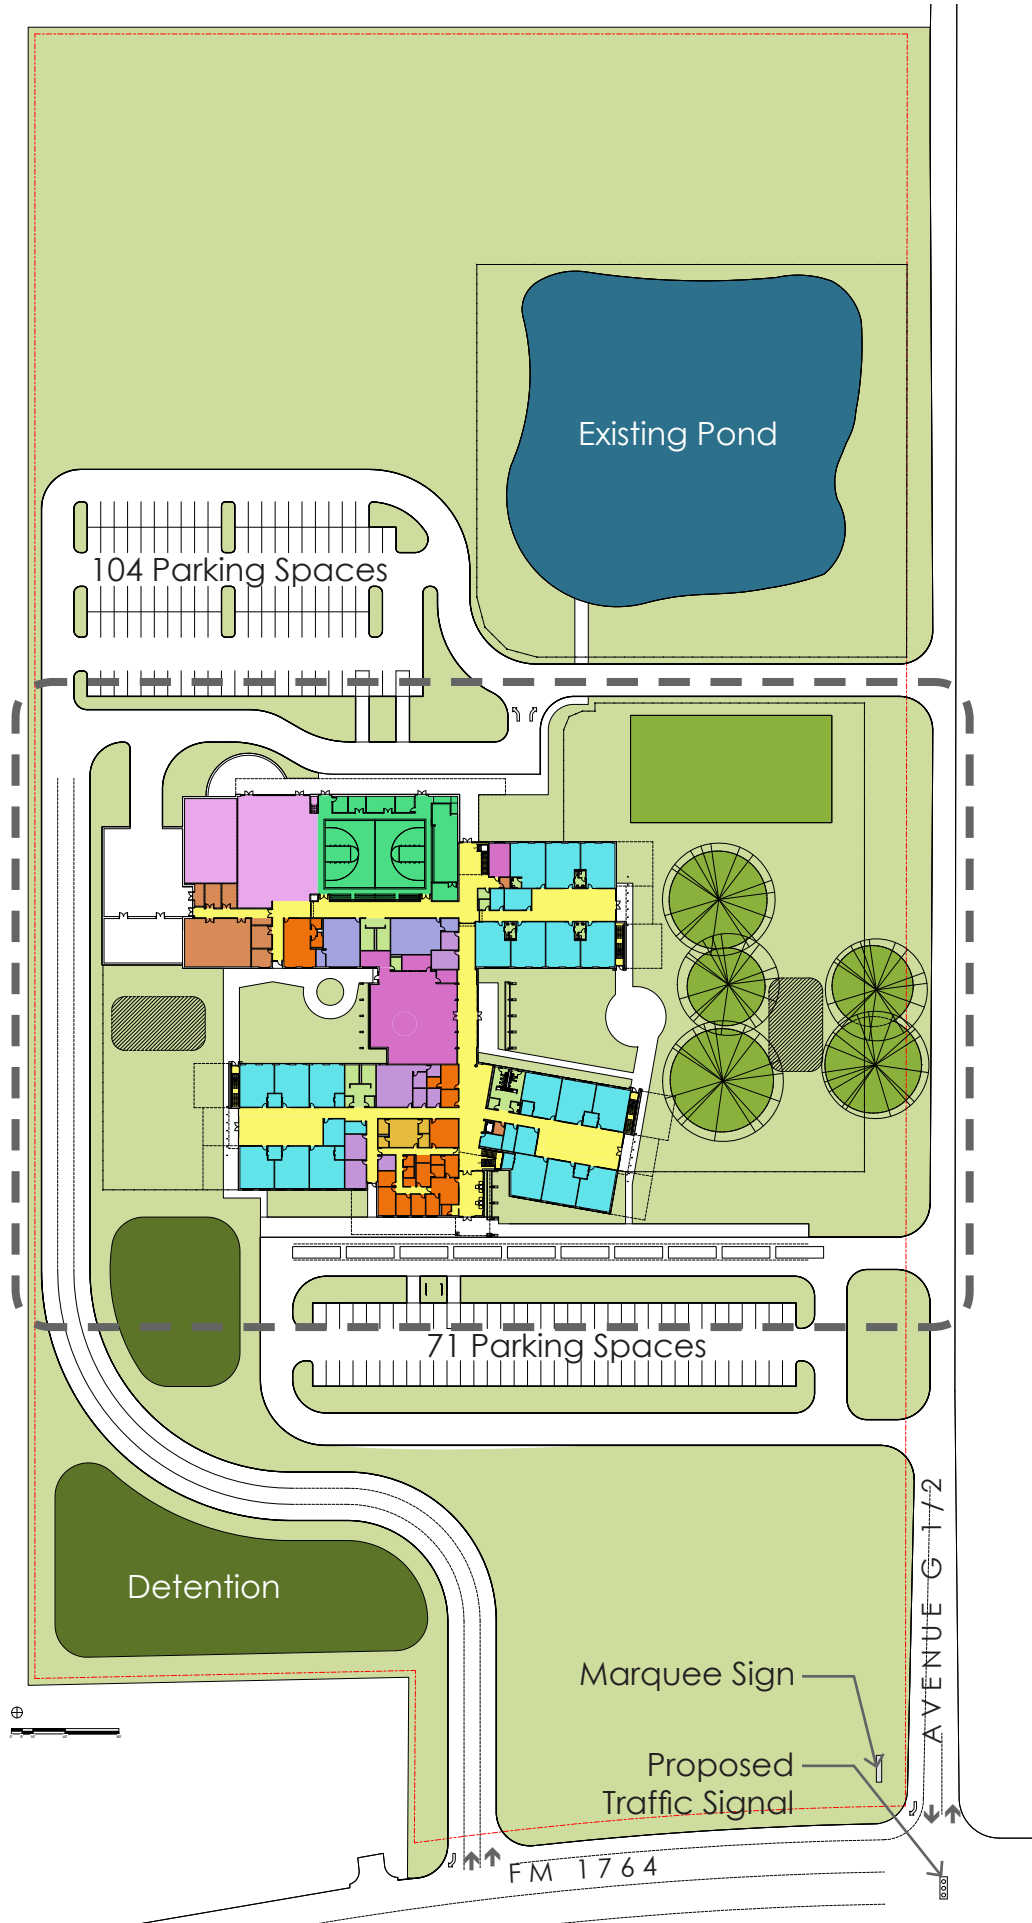 Existing Pond
104 Parking Spaces
71 Parking Spaces
Detention
AVENUE G 1/2
Marquee Sign
Proposed
Traffic Signal
FM 1764